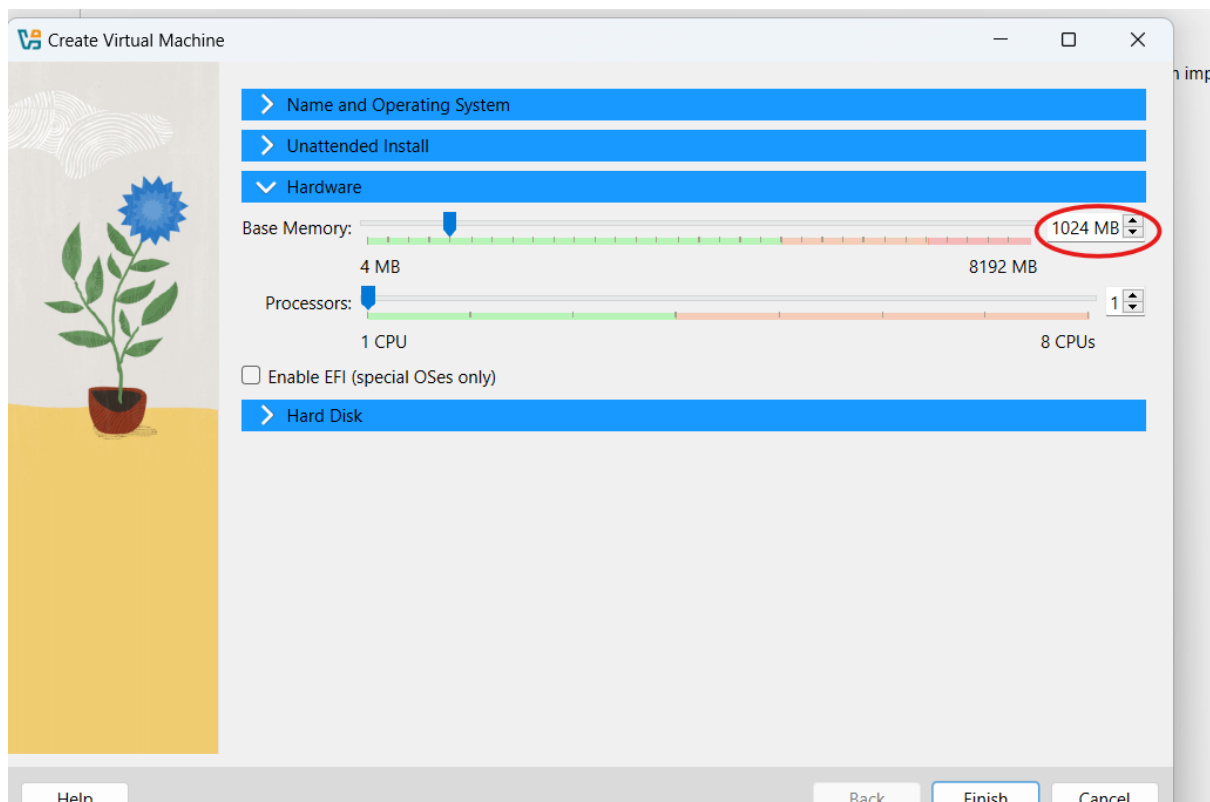 Create Virtual Machine
n imp
Name and Operating System
Unattended Install
Hardware
Base Memory: 1024 MB
4 MB 8192 MB
Processors: 1
1 CPU 8 CPUs
Enable EFI (special OSes only)
Hard Disk
Help Back Finish Cancel